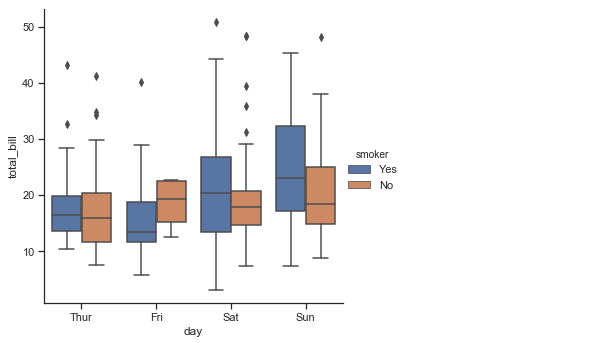 50
40
30
20
10
total_bill
Thur Fri Sat Sun
day
smoker
Yes
No